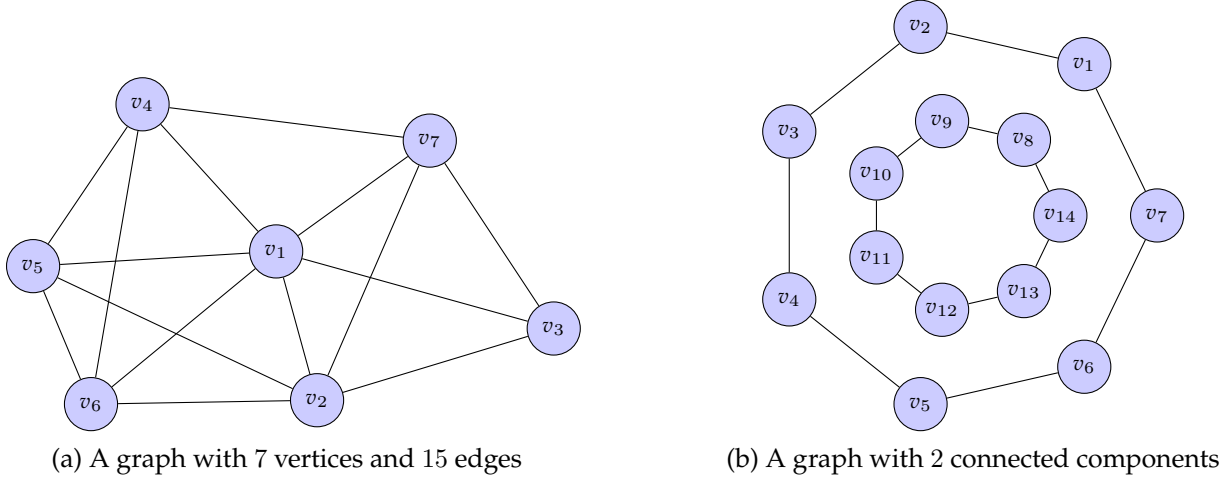 v4
v7
v1
v5
v3
v2
v6
(a) A graph with 7 vertices and 15 edges
v2
v1
v3
v9
v8
v10
v14
v7
v11
v13
v4
v12
v6
v5
(b) A graph with 2 connected components